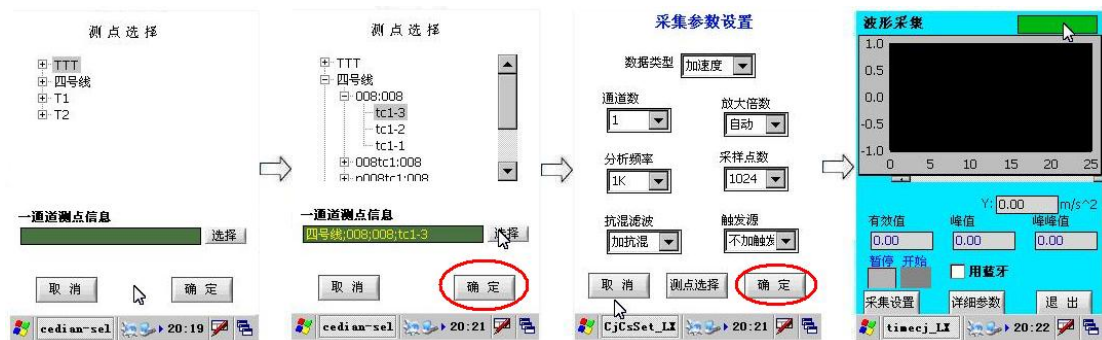 测 点 选 择
TTT
四号线
T1
T2
一通道测点信息
选择
取 消
确 定
cedian-sel
20:19
测 点 选 择
TTT
四号线
008:008
tc1-3
tc1-2
tc1-1
008tc1:008
n008tc1:008
一通道测点信息
四号线;008;008;tc1-3
选择
取 消
确 定
cedian-sel
20:21
采集参数设置
数据类型 加速度
通道数 放大倍数
1 自动
分析频率 采样点数
1K 1024
抗混滤波 触发源
加抗混 不加触发
取 消 测点选择 确 定
CjCsSet_LX
20:21
波形采集
1.0
0.5
0.0
-0.5
-1.0
0 5 10 15 20 25
Y: 0.00 m/s^2
有效值 峰值 峰峰值
0.00 0.00 0.00
暂停 开始
用蓝牙
采集设置 详细参数 退 出
timecj_LX
20:22